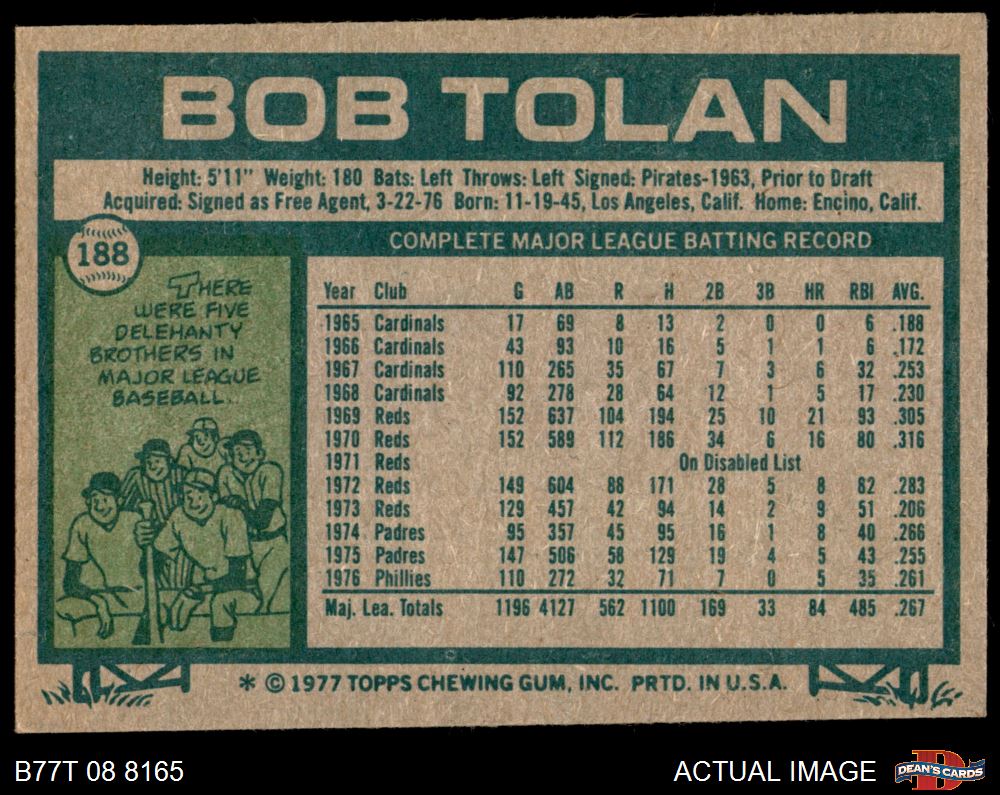 BOB TOLAN
Height: 5'11" Weight: 180 Bats: Left Throws: Left Signed: Pirates-1963, Prior to Draft
Acquired: Signed as Free Agent, 3-22-76 Born: 11-19-45, Los Angeles, Calif. Home: Encino, Calif.
188
THERE
WERE FIVE
DELEHANTY
BROTHERS IN
MAJOR LEAGUE
BASEBALL.
COMPLETE MAJOR LEAGUE BATTING RECORD
Year Club G AB R H 2B 3B HR RBI AVG.
1965 Cardinals 17 69 8 13 2 0 0 6 .188
1966 Cardinals 43 93 10 16 5 1 1 6 .172
1967 Cardinals 110 265 35 67 7 3 6 32 .253
1968 Cardinals 92 278 28 64 12 1 5 17 .230
1969 Reds 152 637 104 194 25 10 21 93 .305
1970 Reds 152 589 112 186 34 6 16 80 .316
1971 Reds On Disabled List
1972 Reds 149 604 88 171 28 5 8 82 .283
1973 Reds 129 457 42 94 14 2 9 51 .206
1974 Padres 95 357 45 95 16 1 8 40 .266
1975 Padres 147 506 58 129 19 4 5 43 .255
1976 Phillies 110 272 32 71 7 0 5 35 .261
Maj. Lea. Totals 1196 4127 562 1100 169 33 84 485 .267
* © 1977 TOPPS CHEWING GUM, INC. PRTD. IN U.S.A.
B77T 08 8165
ACTUAL IMAGE
D
DEAN'S CARDS